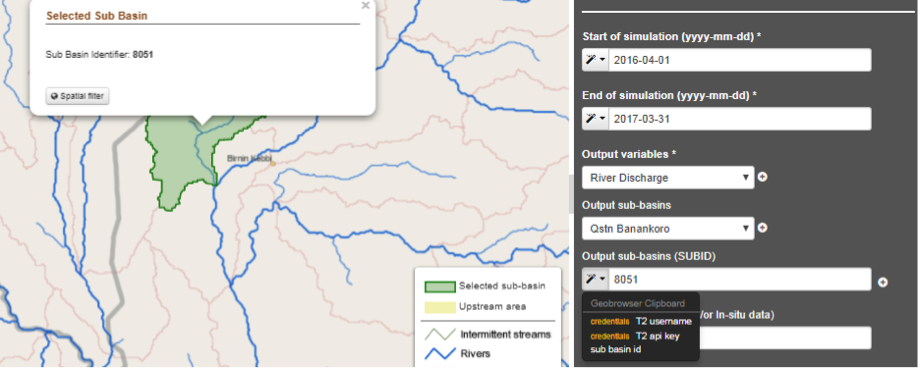 Selected Sub Basin
×
Sub Basin Identifier: 8051
Spatial filter
Birnin Kebbi
Selected sub-basin
Upstream area
Intermittent streams
Rivers
Start of simulation (yyyy-mm-dd) *
2016-04-01
End of simulation (yyyy-mm-dd) *
2017-03-31
Output variables *
River Discharge
Output sub-basins
Qstn Banankoro
Output sub-basins (SUBID)
8051
Geobrowser Clipboard
/or In-situ data)
credentials T2 username
credentials T2 api key
sub basin id